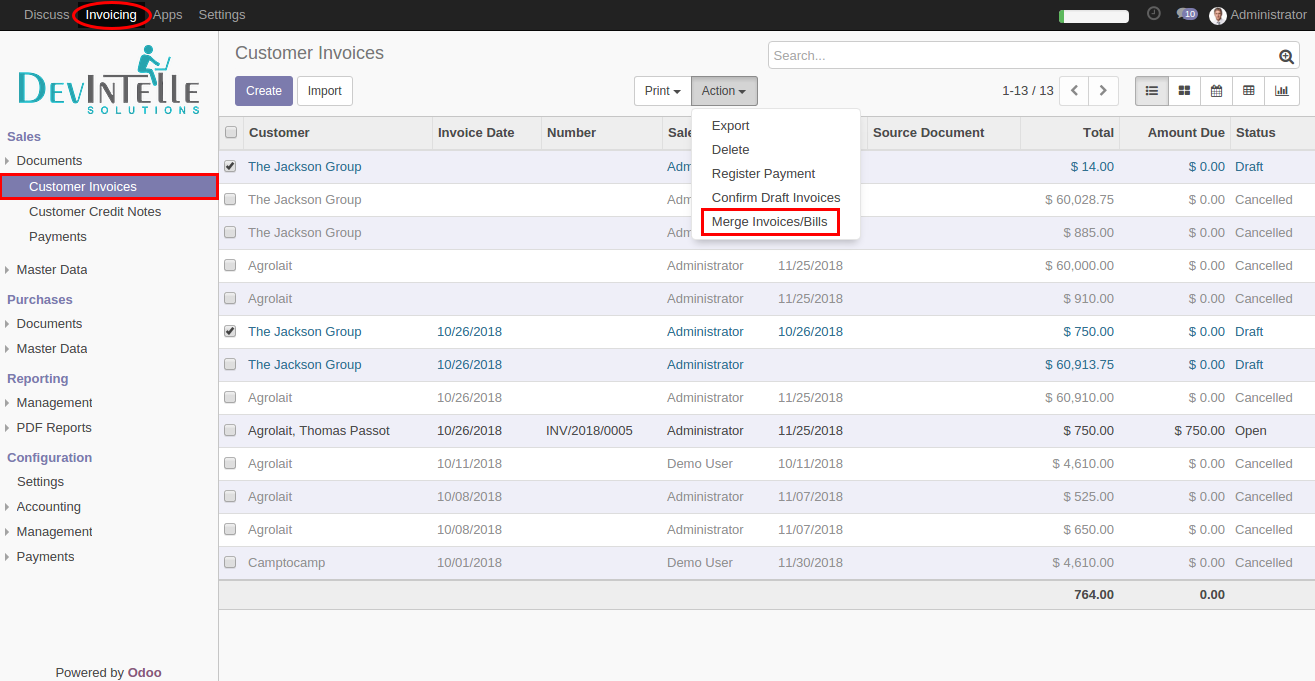 Discuss Invoicing Apps Settings 10 Administrator
DEVINTELLE
SOLUTIONS
Customer Invoices Search...
Create Import Print Action 1-13 / 13
Sales
Documents
Customer Invoices
Customer Credit Notes
Payments
Master Data
Purchases
Documents
Master Data
Reporting
Management
PDF Reports
Configuration
Settings
Accounting
Management
Payments
Powered by Odoo
Export
Delete
Register Payment
Confirm Draft Invoices
Merge Invoices/Bills
Customer Invoice Date Number Source Document Total Amount Due Status
The Jackson Group $ 14.00 $ 0.00 Draft
The Jackson Group $ 60,028.75 $ 0.00 Cancelled
The Jackson Group $ 885.00 $ 0.00 Cancelled
Agrolait Administrator 11/25/2018 $ 60,000.00 $ 0.00 Cancelled
Agrolait Administrator 11/25/2018 $ 910.00 $ 0.00 Cancelled
The Jackson Group 10/26/2018 Administrator 10/26/2018 $ 750.00 $ 0.00 Draft
The Jackson Group 10/26/2018 Administrator $ 60,913.75 $ 0.00 Draft
Agrolait 10/26/2018 Administrator 11/25/2018 $ 60,910.00 $ 0.00 Cancelled
Agrolait, Thomas Passot 10/26/2018 INV/2018/0005 Administrator 11/25/2018 $ 750.00 $ 750.00 Open
Agrolait 10/11/2018 Demo User 10/11/2018 $ 4,610.00 $ 0.00 Cancelled
Agrolait 10/08/2018 Administrator 11/07/2018 $ 525.00 $ 0.00 Cancelled
Agrolait 10/08/2018 Administrator 11/07/2018 $ 650.00 $ 0.00 Cancelled
Camptocamp 10/01/2018 Demo User 11/30/2018 $ 4,610.00 $ 0.00 Cancelled
764.00 0.00